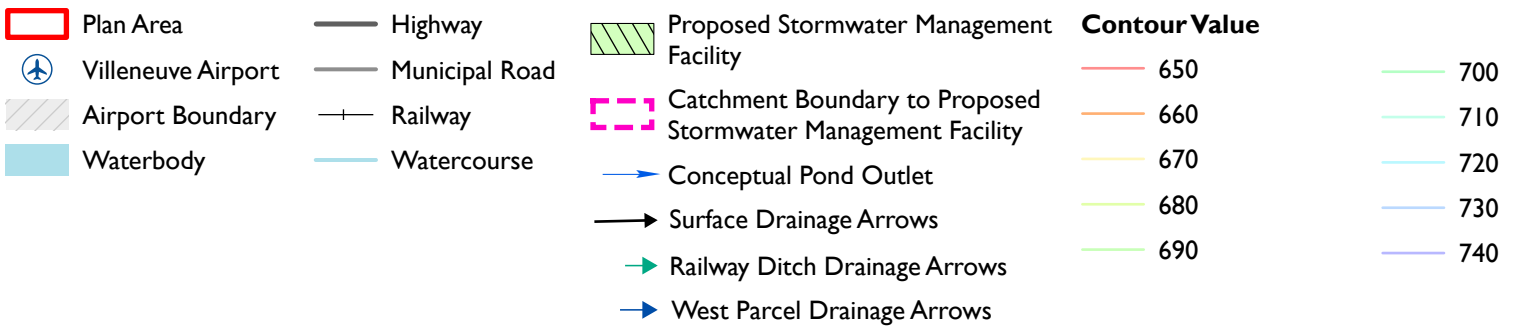 Plan Area
Villeneuve Airport
Airport Boundary
Waterbody
Highway
Municipal Road
Railway
Watercourse
Proposed Stormwater Management
Facility
Catchment Boundary to Proposed
Stormwater Management Facility
Conceptual Pond Outlet
Surface Drainage Arrows
Railway Ditch Drainage Arrows
West Parcel Drainage Arrows
Contour Value
650
660
670
680
690
700
710
720
730
740